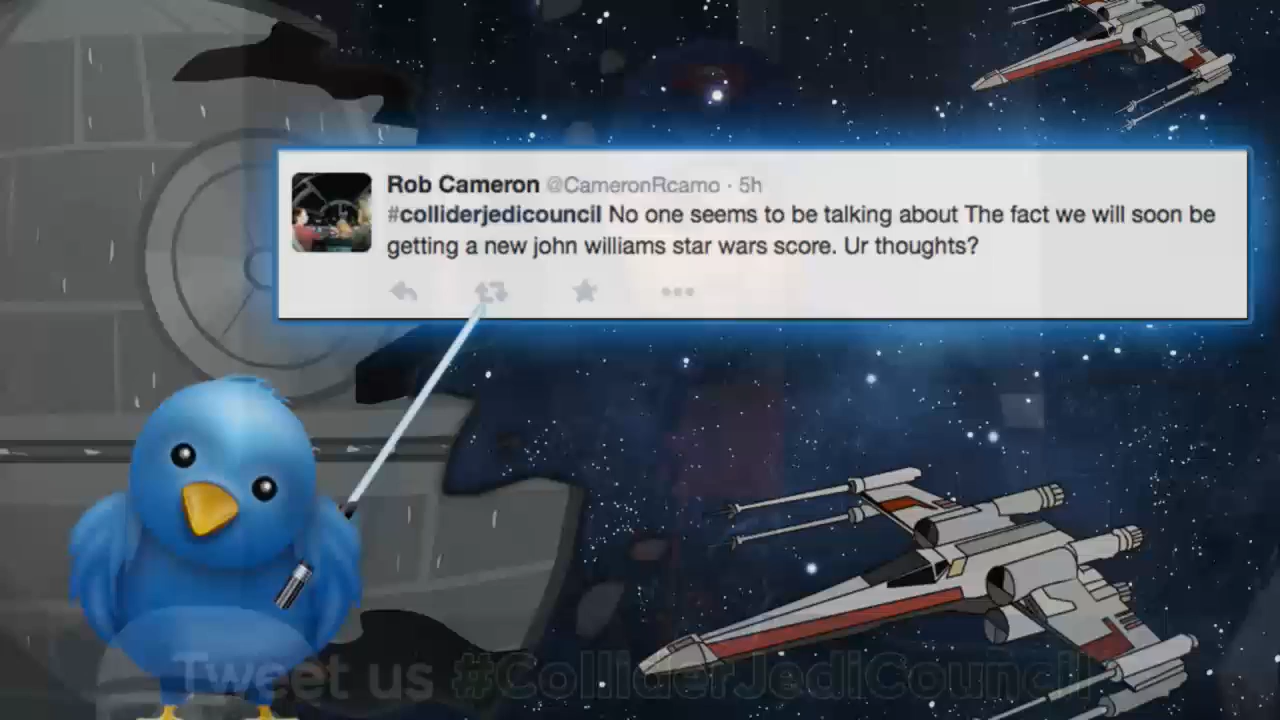 Rob Cameron @CameronRcamo · 5h
#colliderjedicouncil No one seems to be talking about The fact we will soon be
getting a new john williams star wars score. Ur thoughts?
Tweet us #ColliderJediCouncil